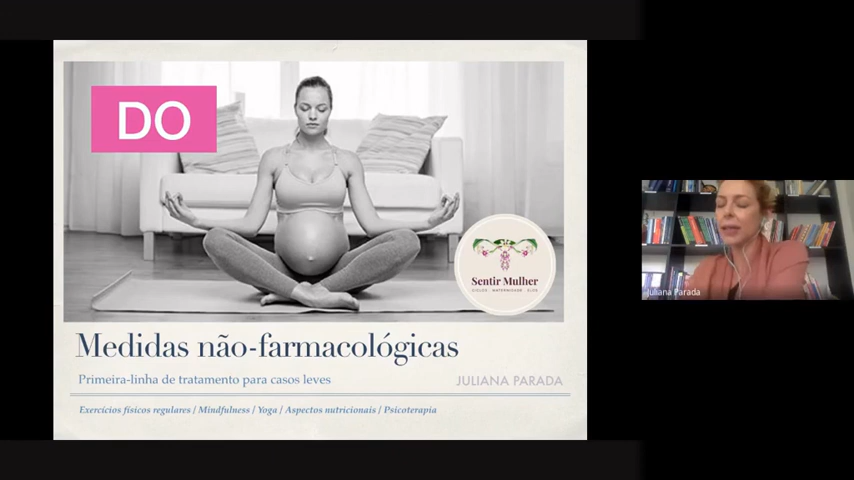 DO
Sentir Mulher
Medidas não-farmacológicas
Primeira-linha de tratamento para casos leves
JULIANA PARADA
Exercícios físicos regulares / Mindfulness / Yoga / Aspectos nutricionais / Psicoterapia
Juliana Parada